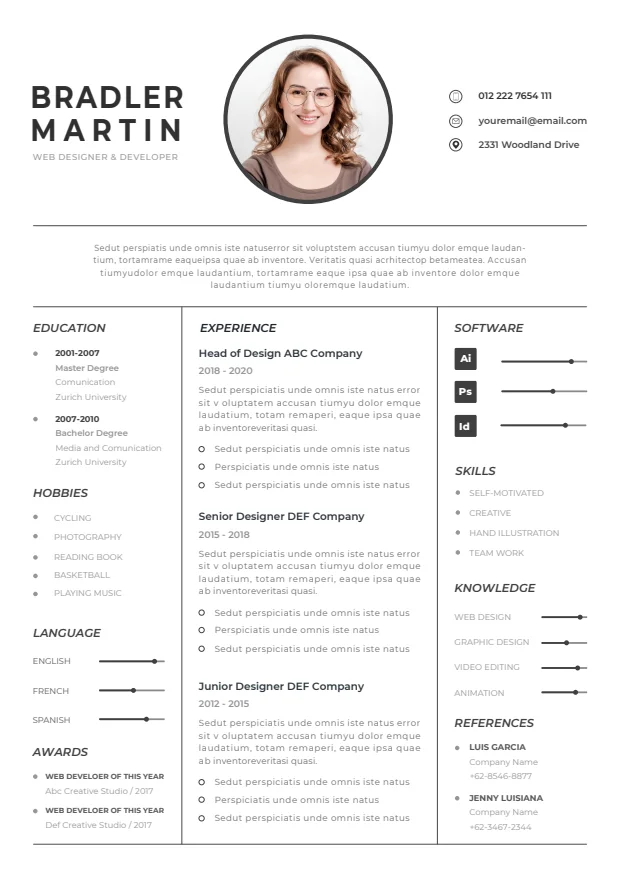 BRADLER
MARTIN
WEB DESIGNER & DEVELOPER
012 222 7654 111
youremail@email.com
2331 Woodland Drive
Sedut perspiatis unde omnis iste natuserror sit voluptstem accusan tiumyu dolor emque laudan-
tium, tortamrame eaqueipsa quae ab inventore. Veritatis quasi acrhitectop betameatea. Accusan
tiumyudolor emque laudantium, tortamrame eaque ipsa quae ab inventore dolor emque
laudantium tiumyu oloremque laudatium.
EDUCATION
2001-2007
Master Degree
Comunication
Zurich University
2007-2010
Bachelor Degree
Media and Comunication
Zurich University
HOBBIES
CYCLING
PHOTOGRAPHY
READING BOOK
BASKETBALL
PLAYING MUSIC
LANGUAGE
ENGLISH
FRENCH
SPANISH
AWARDS
WEB DEVELOER OF THIS YEAR
Abc Creative Studio / 2017
WEB DEVELOER OF THIS YEAR
Def Creative Studio / 2017
EXPERIENCE
Head of Design ABC Company
2018 - 2020
Sedut perspiciatis unde omnis iste natus error
sit v oluptatem accusan tiumyu dolor emque
laudatium, totam remaperi, eaque ipsa quae
ab inventoreveritasi quasi.
Sedut perspiciatis unde omnis iste natus
Perspiciatis unde omnis iste natus
Sedut perspiciatis unde omnis iste natus
Senior Designer DEF Company
2015 - 2018
Sedut perspiciatis unde omnis iste natus error
sit v oluptatem accusan tiumyu dolor emque
laudatium, totam remaperi, eaque ipsa quae
ab inventoreveritasi quasi.
Sedut perspiciatis unde omnis iste natus
Perspiciatis unde omnis iste natus
Sedut perspiciatis unde omnis iste natus
Junior Designer DEF Company
2012 - 2015
Sedut perspiciatis unde omnis iste natus error
sit v oluptatem accusan tiumyu dolor emque
laudatium, totam remaperi, eaque ipsa quae
ab inventoreveritasi quasi.
Sedut perspiciatis unde omnis iste natus
Perspiciatis unde omnis iste natus
Sedut perspiciatis unde omnis iste natus
SOFTWARE
Ai
Ps
Id
SKILLS
SELF-MOTIVATED
CREATIVE
HAND ILLUSTRATION
TEAM WORK
KNOWLEDGE
WEB DESIGN
GRAPHIC DESIGN
VIDEO EDITING
ANIMATION
REFERENCES
LUIS GARCIA
Company Name
+62-8546-8877
JENNY LUISIANA
Company Name
+62-3467-2344